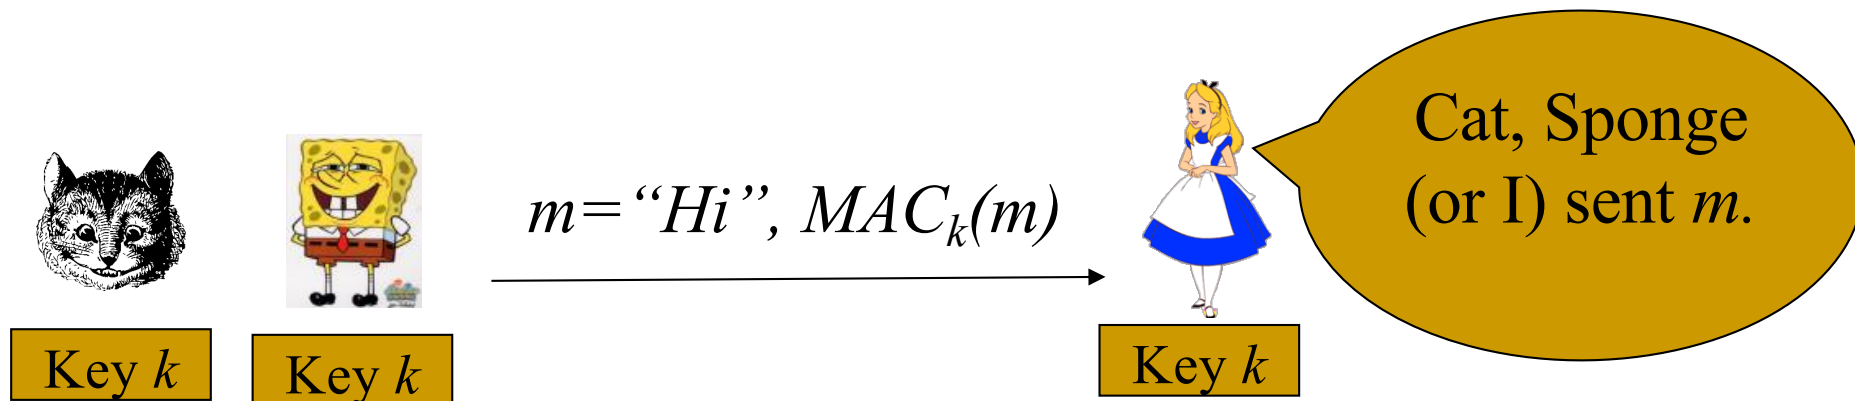 Cat, Sponge
(or I) sent m.
m=“Hi”, MACk(m)
Key k
Key k
Key k